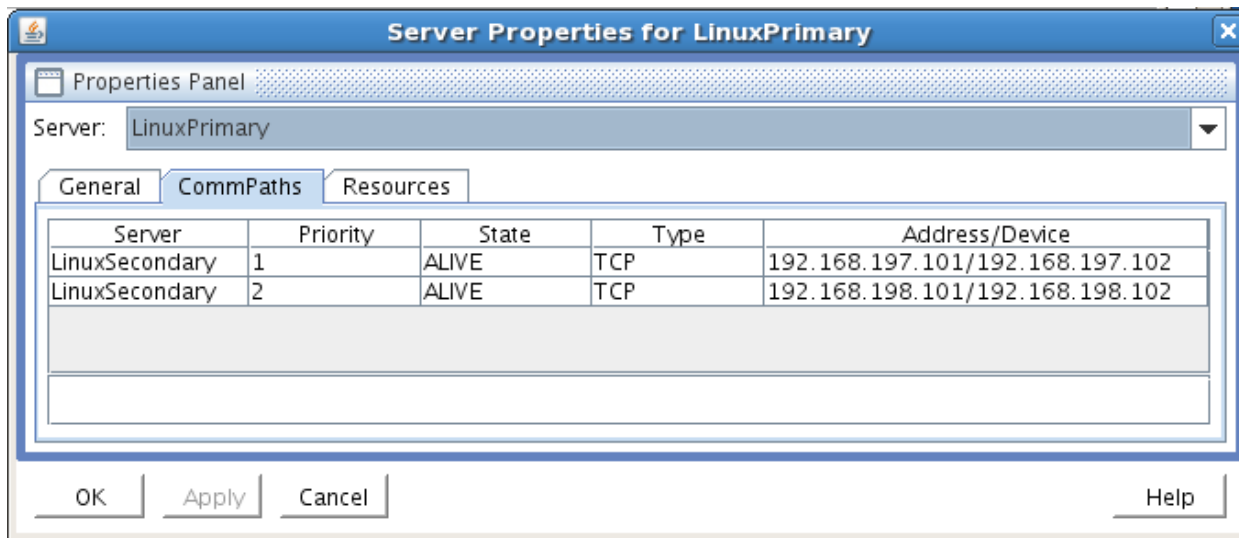 Server Properties for LinuxPrimary
Properties Panel
Server: LinuxPrimary
General CommPaths Resources
Server Priority State Type Address/Device
LinuxSecondary 1 ALIVE TCP 192.168.197.101/192.168.197.102
LinuxSecondary 2 ALIVE TCP 192.168.198.101/192.168.198.102
OK Apply Cancel Help